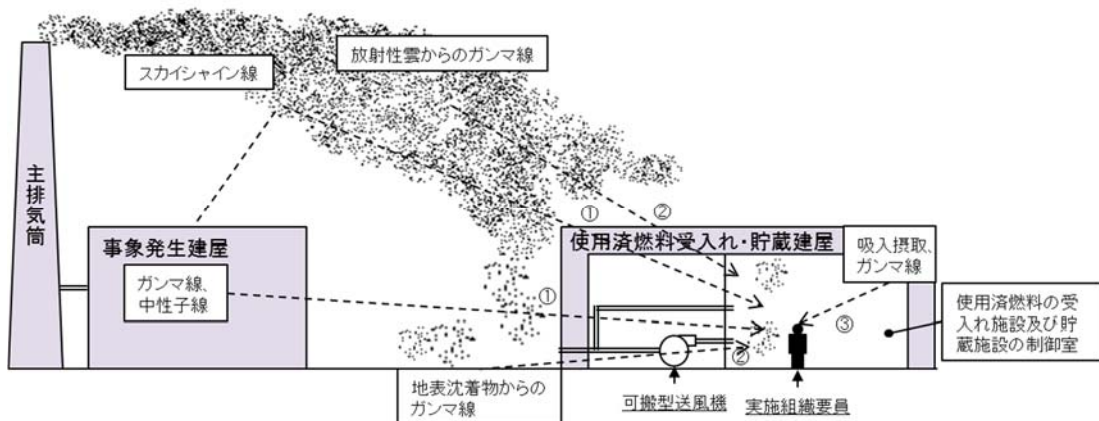 スカイシャイン線
放射性雲からのガンマ線
主排気筒
事象発生建屋
ガンマ線、
中性子線
①
②
①
使用済燃料受入れ・貯蔵建屋
吸入摂取、
ガンマ線
③
②
使用済燃料の受
入れ施設及び貯
蔵施設の制御室
地表沈着物からの
ガンマ線
可搬型送風機
実施組織要員